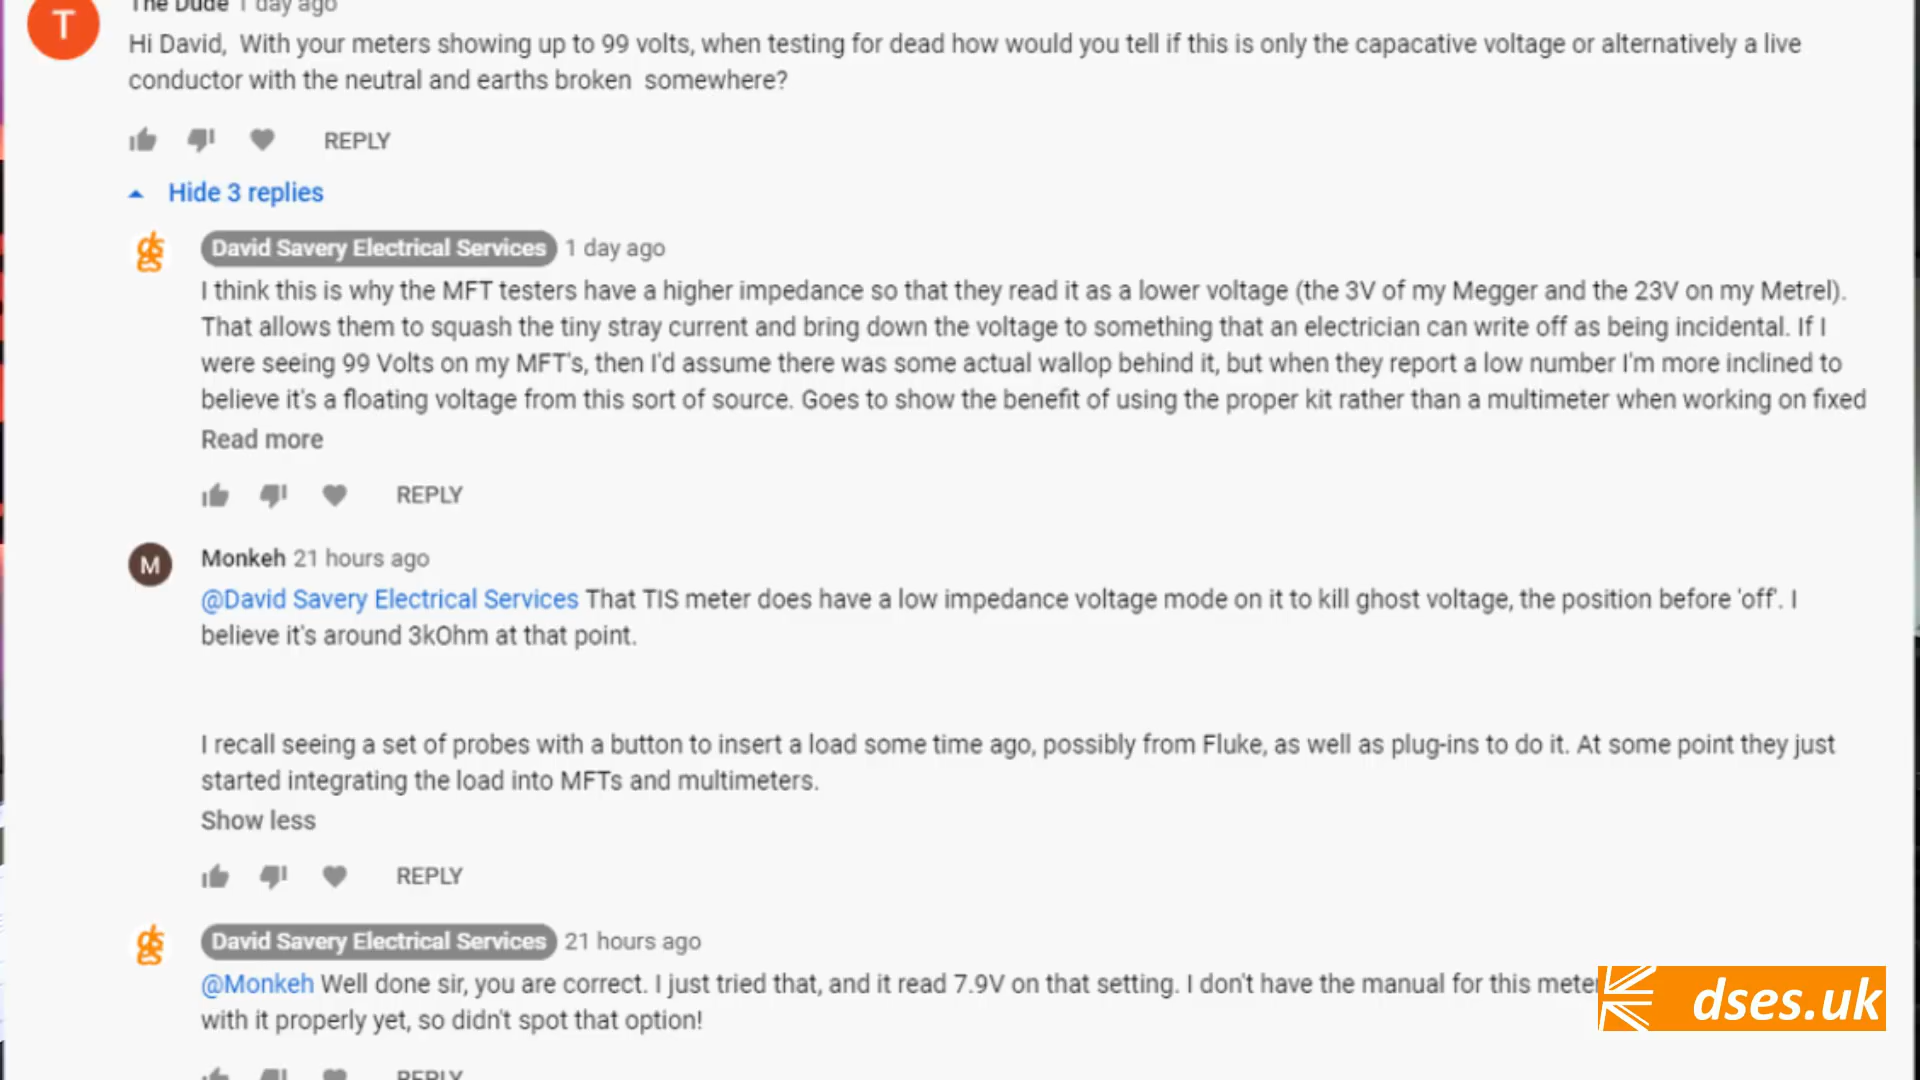 T
The Dude 1 day ago
Hi David, With your meters showing up to 99 volts, when testing for dead how would you tell if this is only the capacative voltage or alternatively a live
conductor with the neutral and earths broken somewhere?
REPLY
Hide 3 replies
David Savery Electrical Services 1 day ago
I think this is why the MFT testers have a higher impedance so that they read it as a lower voltage (the 3V of my Megger and the 23V on my Metrel).
That allows them to squash the tiny stray current and bring down the voltage to something that an electrician can write off as being incidental. If I
were seeing 99 Volts on my MFT's, then I'd assume there was some actual wallop behind it, but when they report a low number I'm more inclined to
believe it's a floating voltage from this sort of source. Goes to show the benefit of using the proper kit rather than a multimeter when working on fixed
Read more
REPLY
M
Monkeh 21 hours ago
@David Savery Electrical Services That TIS meter does have a low impedance voltage mode on it to kill ghost voltage, the position before 'off'. I
believe it's around 3kOhm at that point.
I recall seeing a set of probes with a button to insert a load some time ago, possibly from Fluke, as well as plug-ins to do it. At some point they just
started integrating the load into MFTs and multimeters.
Show less
REPLY
David Savery Electrical Services 21 hours ago
@Monkeh Well done sir, you are correct. I just tried that, and it read 7.9V on that setting. I don't have the manual for this meter
with it properly yet, so didn't spot that option!
dses.uk
REPLY